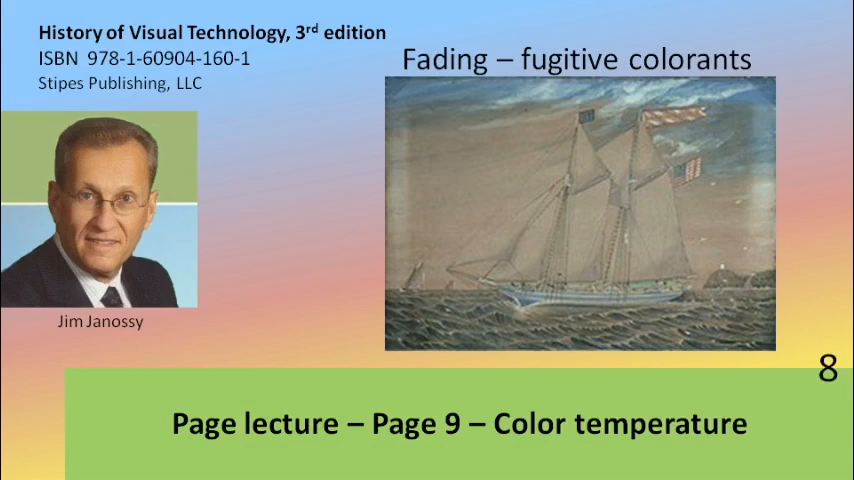 History of Visual Technology, 3rd edition
ISBN 978-1-60904-160-1
Stipes Publishing, LLC
Fading – fugitive colorants
Jim Janossy
8
Page lecture – Page 9 – Color temperature